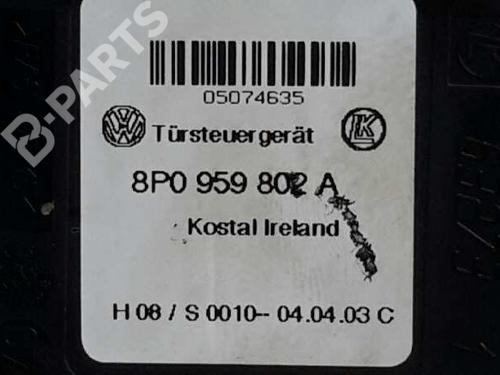 B-PARTS
05074635
Türsteuergerät
8P0 959 802 A
Kostal Ireland
H 08 / S 0010-- 04.04.03 C